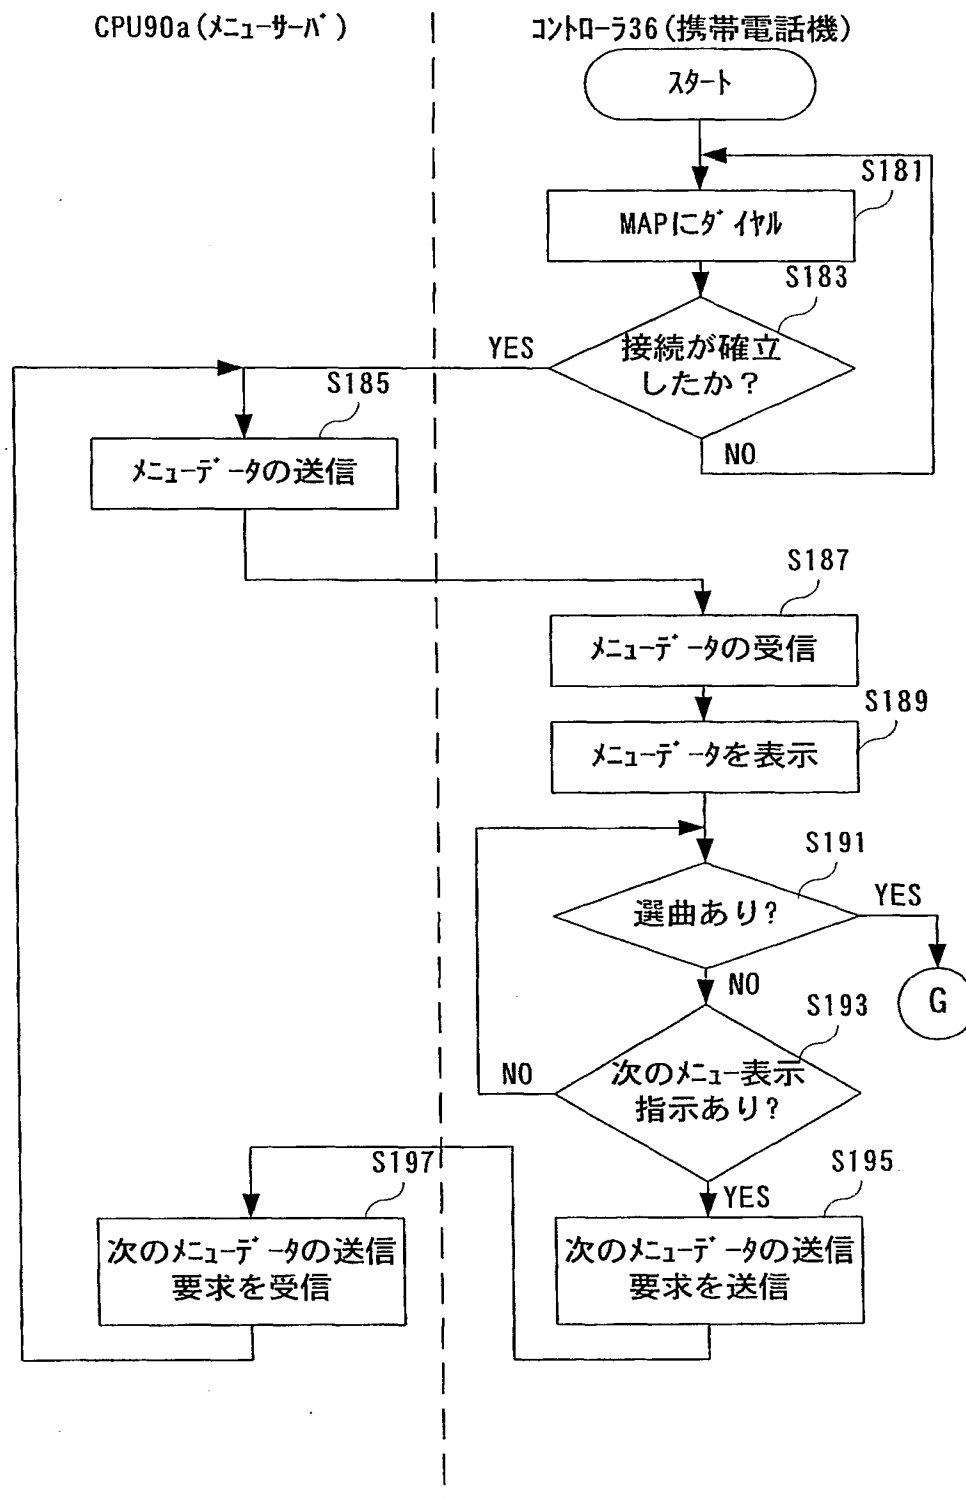 CPU90a(ﾒﾆｭｰｻｰﾊﾞ)
ｺﾝﾄﾛｰﾗ36(携帯電話機)
ｽﾀｰﾄ
S181
MAPにﾀﾞｲﾔﾙ
S183
接続が確立
したか？
YES
NO
S185
ﾒﾆｭｰﾃﾞｰﾀの送信
S187
ﾒﾆｭｰﾃﾞｰﾀの受信
S189
ﾒﾆｭｰﾃﾞｰﾀを表示
S191
選曲あり?
YES
G
NO
S193
次のﾒﾆｭｰ表示
指示あり?
NO
YES
S195
次のﾒﾆｭｰﾃﾞｰﾀの送信
要求を送信
S197
次のﾒﾆｭｰﾃﾞｰﾀの送信
要求を受信